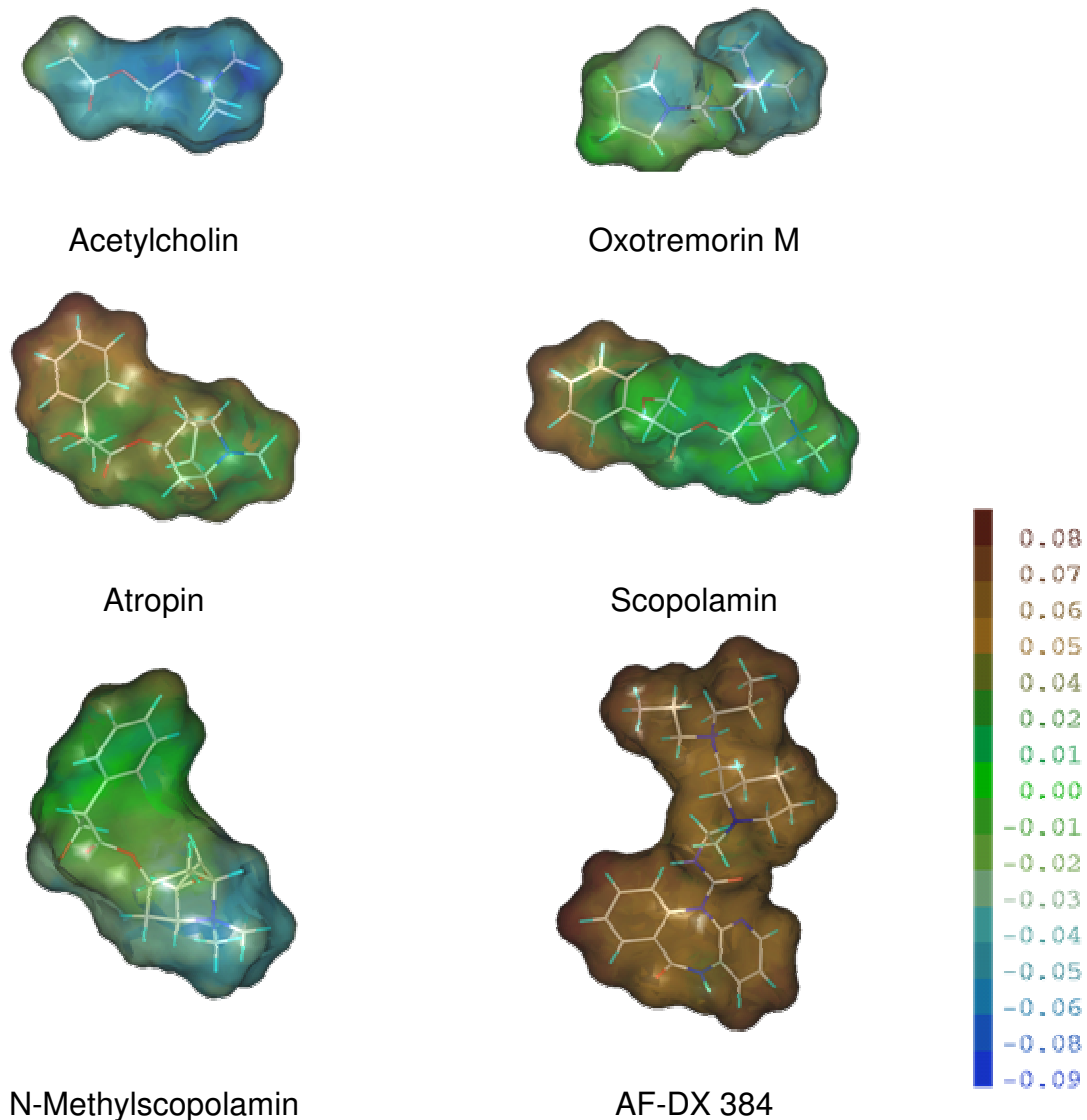 Acetylcholin
Oxotremorin M
Atropin
Scopolamin
0.08
0.07
0.06
0.05
0.04
0.02
0.01
0.00
-0.01
-0.02
-0.03
-0.04
-0.05
-0.06
-0.08
-0.09
N-Methylscopolamin
AF-DX 384